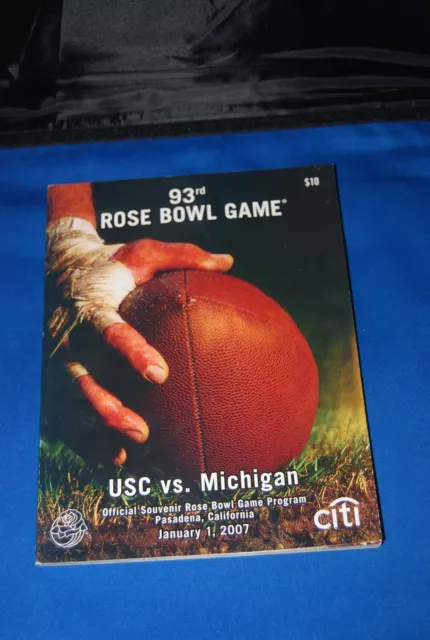 93rd
$10
ROSE BOWL GAME®
USC vs. Michigan
Official Souvenir Rose Bowl Game Program
Pasadena, California
January 1, 2007
citi